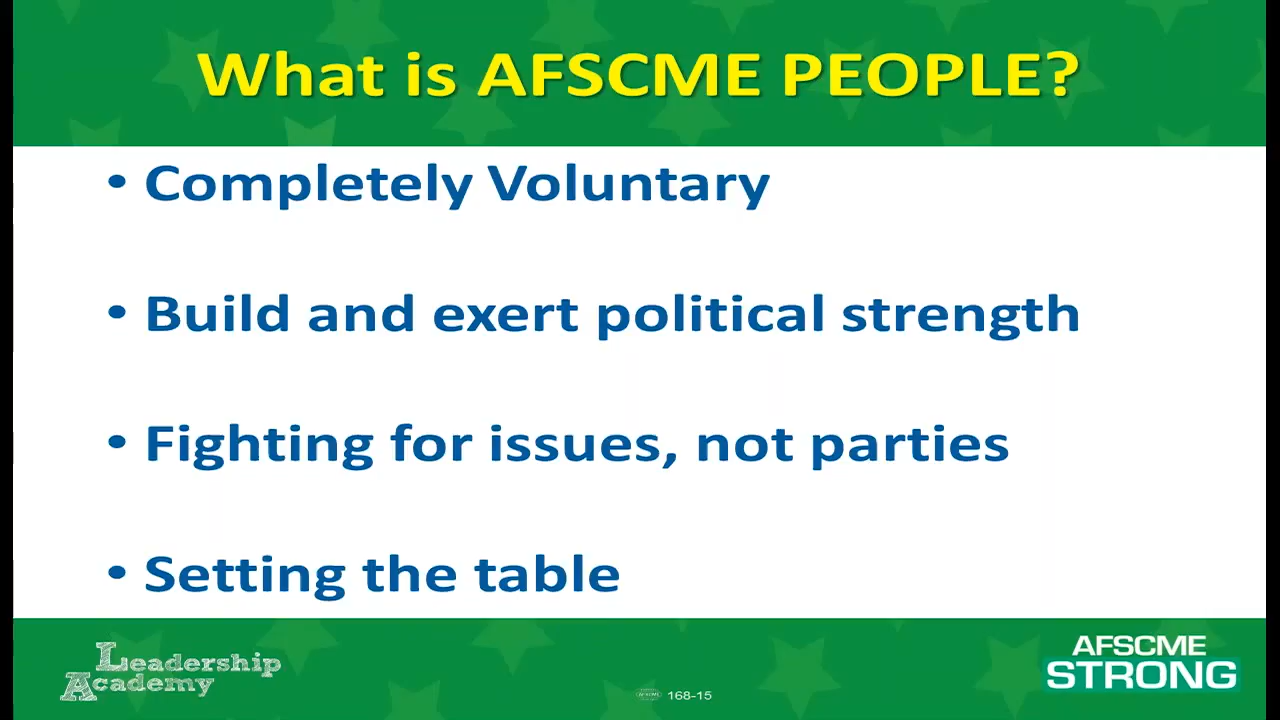 What is AFSCME PEOPLE?
• Completely Voluntary
• Build and exert political strength
• Fighting for issues, not parties
• Setting the table
Leadership
Academy
AFSCME 168-15
AFSCME
STRONG